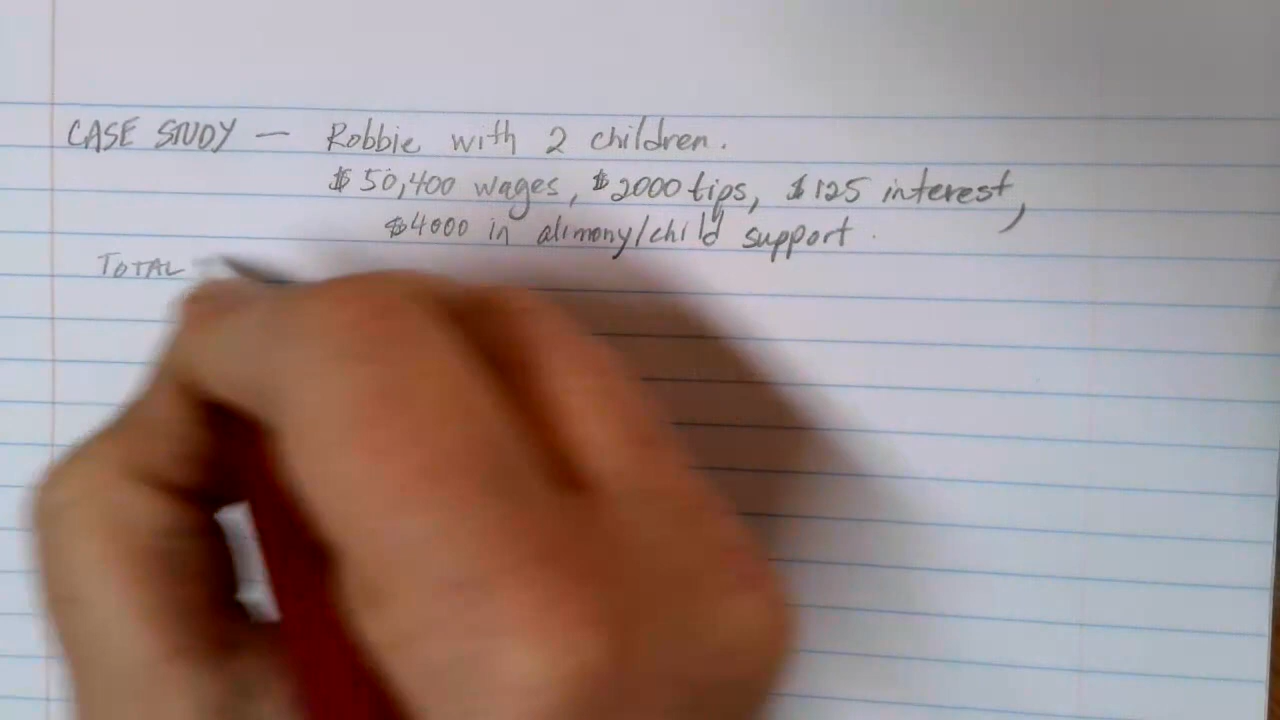 CASE STUDY — Robbie with 2 children.
$50,400 wages, $2000 tips, $125 interest,
$4000 in alimony/child support.
TOTAL